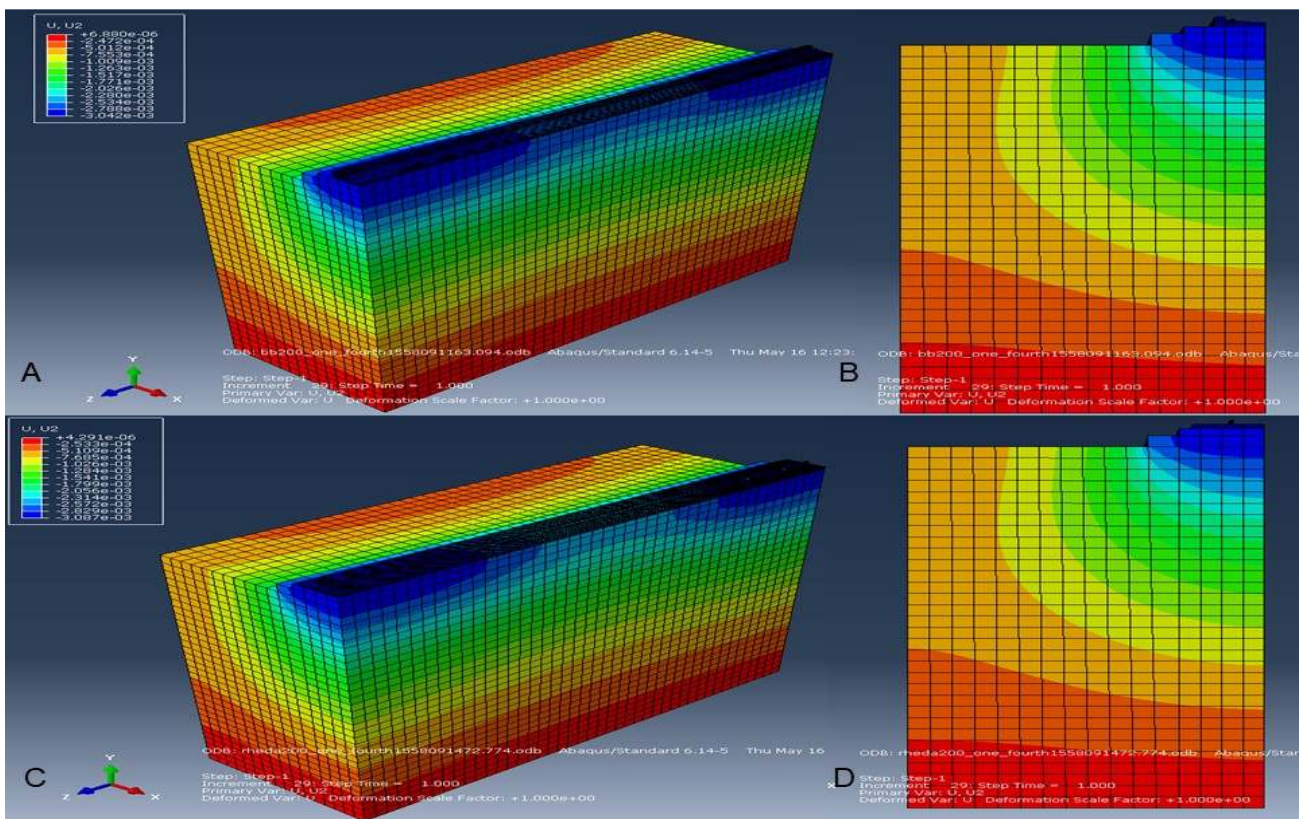 U, U2
+6.880e-06
-2.472e-04
-5.012e-04
-7.553e-04
-1.009e-03
-1.263e-03
-1.517e-03
-1.771e-03
-2.026e-03
-2.280e-03
-2.534e-03
-2.788e-03
-3.042e-03
ODB: bb200_one_fourth1558091163.094.odb Abaqus/Standard 6.14-5 Thu May 16 12:23:
Step: Step-1
Increment 29: Step Time = 1.000
Primary Var: U, U2
Deformed Var: U Deformation Scale Factor: +1.000e+00
A
Y
Z
X
ODB: bb200_one_fourth1558091163.094.odb Abaqus/Sta
Step: Step-1
Increment 29: Step Time = 1.000
Primary Var: U, U2
Deformed Var: U Deformation Scale Factor: +1.000e+00
B
U, U2
+4.291e-06
-2.533e-04
-5.109e-04
-7.685e-04
-1.026e-03
-1.284e-03
-1.541e-03
-1.799e-03
-2.056e-03
-2.314e-03
-2.572e-03
-2.829e-03
-3.087e-03
ODB: rheda200_one_fourth1558091472.774.odb Abaqus/Standard 6.14-5 Thu May 16
Step: Step-1
Increment 29: Step Time = 1.000
Primary Var: U, U2
Deformed Var: U Deformation Scale Factor: +1.000e+00
C
Y
Z
X
ODB: rheda200_one_fourth1558091472.774.odb Abaqus/Sta
Step: Step-1
Increment 29: Step Time = 1.000
Primary Var: U, U2
Deformed Var: U Deformation Scale Factor: +1.000e+00
D